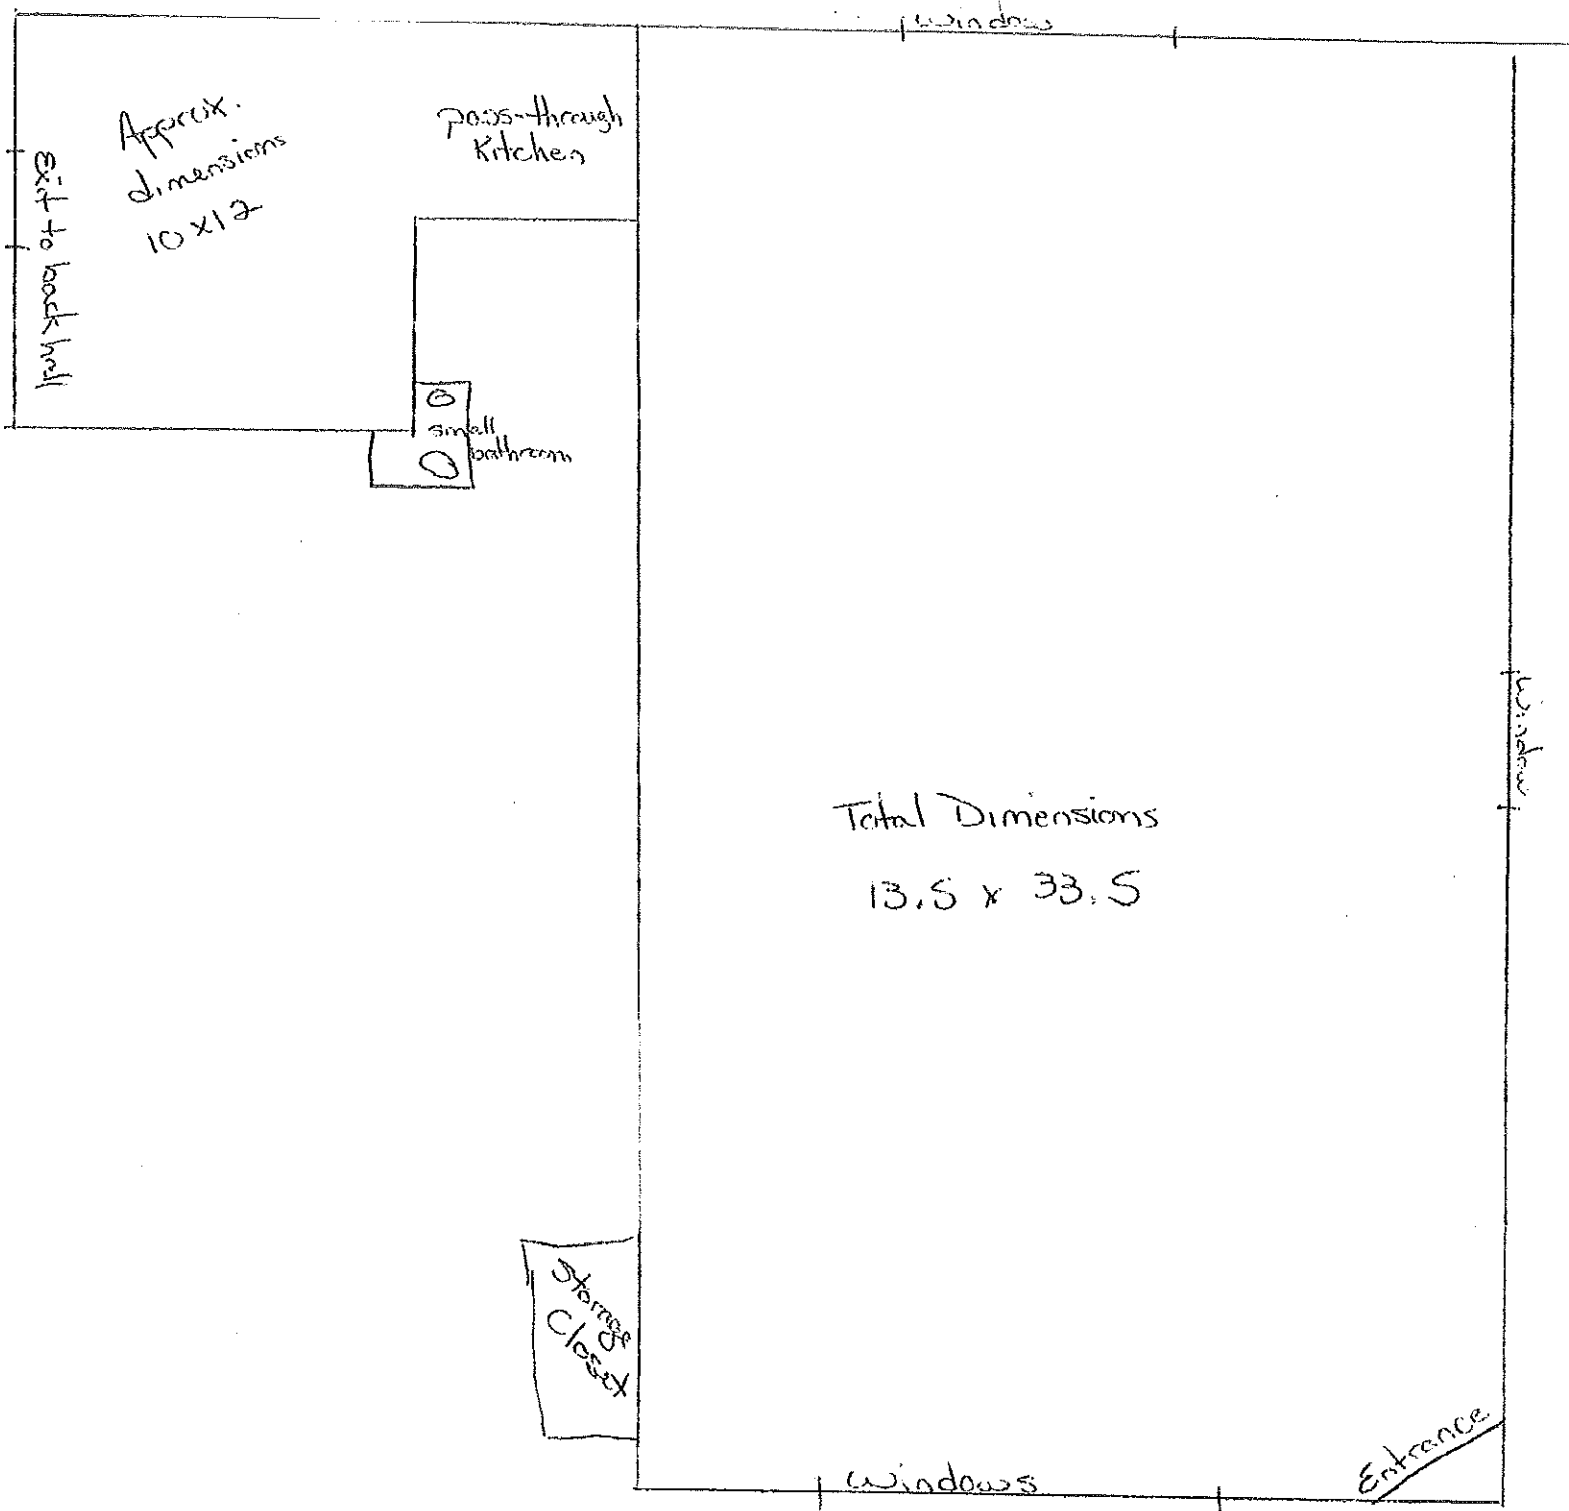 Window
Approx.
dimensions
10 x 12
pass-through
Kitchen
Exit to back hall
small
bathroom
Window
Total Dimensions
13.5 x 33.5
Storage
Closet
Entrance
Windows